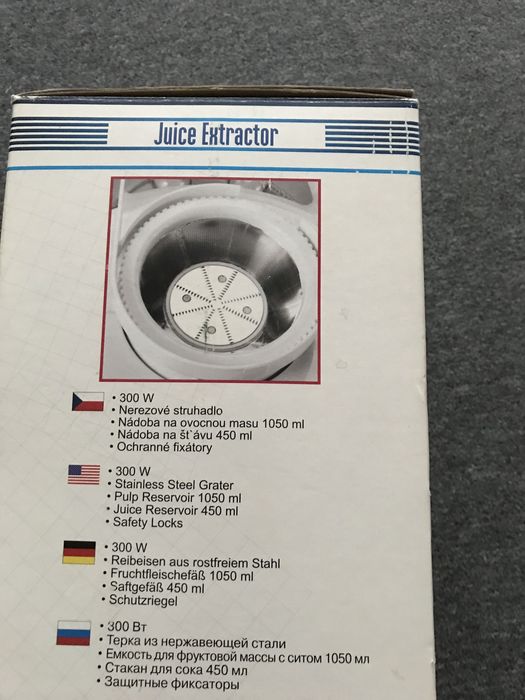 Juice Extractor
• 300 W
• Nerezové struhadlo
• Nádoba na ovocnou masu 1050 ml
• Nádoba na št`ávu 450 ml
• Ochranné fixátory
• 300 W
• Stainless Steel Grater
• Pulp Reservoir 1050 ml
• Juice Reservoir 450 ml
• Safety Locks
• 300 W
• Reibeisen aus rostfreiem Stahl
• Fruchtfleischefäß 1050 ml
• Saftgefäß 450 ml
• Schutzriegel
• 300 Вт
• Терка из нержавеющей стали
• Емкость для фруктовой массы с ситом 1050 мл
• Стакан для сока 450 мл
• Защитные фиксаторы